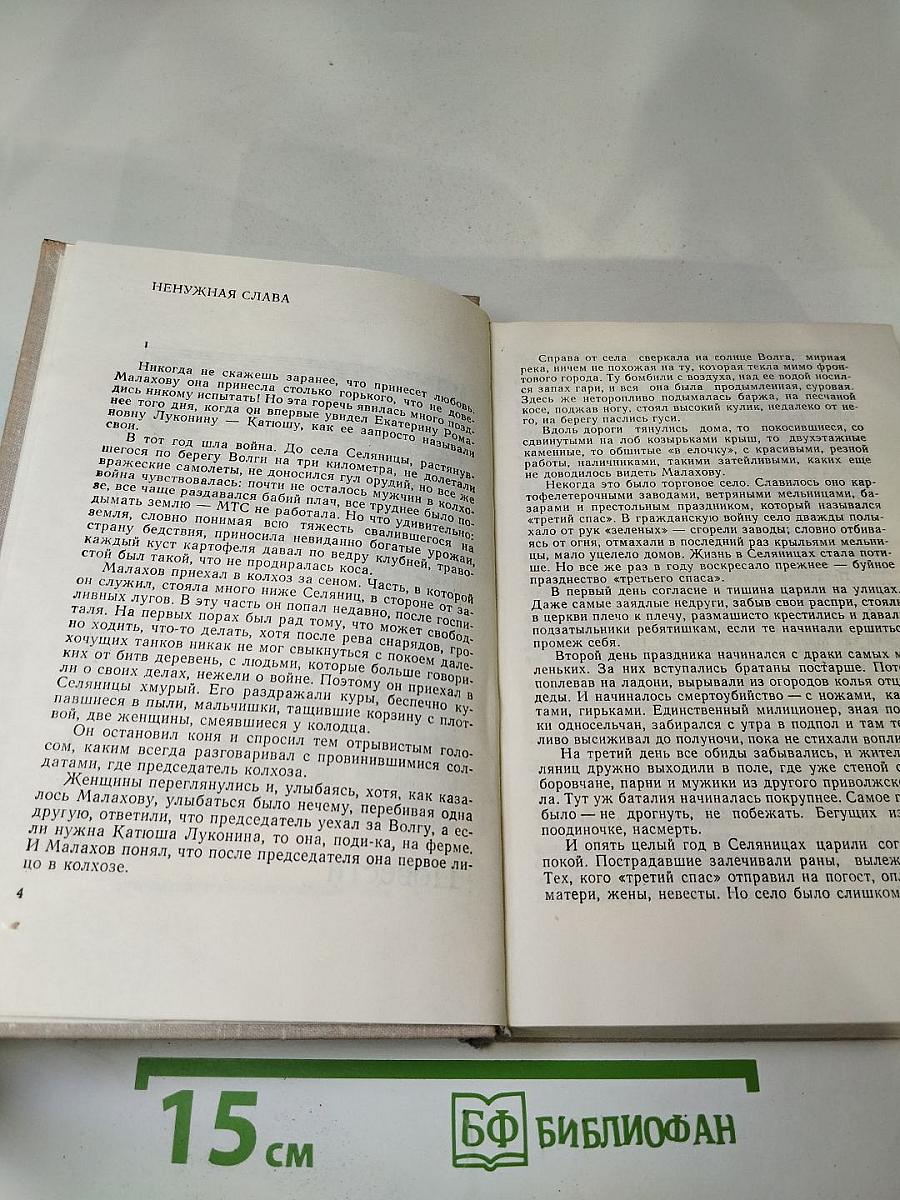 НЕНУЖНАЯ СЛАВА
1
Никогда не скажешь заранее, что принесет любовь.
Малахову она принесла столько горького, что не дове-
дись никому испытать! Но эта горечь явилась много позд-
нее того дня, когда он впервые увидел Екатерину Рома-
новну Луконину — Катюшу, как ее запросто называли
свои.
В тот год шла война. До села Селяницы, растянув-
шегося по берегу Волги на три километра, не долетали
вражеские самолеты, не доносился гул орудий, но все же
война чувствовалась: почти не осталось мужчин в колхо-
зе, все чаще раздавался бабий плач, все труднее было по-
дымать землю — МТС не работала. Но что удивительно:
земля, словно понимая всю тяжесть свалившегося на
страну бедствия, приносила невиданно богатые урожаи,
каждый куст картофеля давал по ведру клубней, траво-
стой был такой, что не продиралась коса.
Малахов приехал в колхоз за сеном. Часть, в которой
он служил, стояла много ниже Селяниц, в стороне от за-
ливных лугов. В эту часть он попал недавно, после госпи-
таля. На первых порах был рад тому, что может свобод-
но ходить, что-то делать, хотя после рева снарядов, гро-
хочущих танков никак не мог свыкнуться с покоем дале-
ких от битв деревень, с людьми, которые больше говори-
ли о своих делах, нежели о войне. Поэтому он приехал в
Селяницы хмурый. Его раздражали куры, беспечно ку-
павшиеся в пыли, мальчишки, тащившие корзину с плот-
вой, две женщины, смеявшиеся у колодца.
Он остановил коня и спросил тем отрывистым голо-
сом, каким всегда разговаривал с провинившимися сол-
датами, где председатель колхоза.
Женщины переглянулись и, улыбаясь, хотя, как каза-
лось Малахову, улыбаться было нечему, перебивая одна
другую, ответили, что председатель уехал за Волгу, а ес-
ли нужна Катюша Луконина, то она, поди-ка, на ферме.
И Малахов понял, что после председателя она первое ли-
цо в колхозе.
4
Справа от села сверкала на солнце Волга, мирная
река, ничем не похожая на ту, которая текла мимо фрон-
тового города. Ту бомбили с воздуха, над ее водой носил-
ся запах гари, и вся она была продымленная, суровая.
Здесь же неторопливо подымалась баржа, на песчаной
косе, поджав ногу, стоял высокий кулик, недалеко от не-
го, на берегу паслись гуси.
Вдоль дороги тянулись дома, то покосившиеся, со
сдвинутыми на лоб козырьками крыш, то двухэтажные
каменные, то обшитые «в елочку», с красивыми, резной
работы, наличниками, такими затейливыми, каких еще
не доводилось видеть Малахову.
Некогда это было торговое село. Славилось оно кар-
тофелетерочными заводами, ветряными мельницами, ба-
зарами и престольным праздником, который назывался
«третий спас». В гражданскую войну село дважды полы-
хало от рук «зеленых» — сгорели заводы; словно отбива-
ясь от огня, отмахали в последний раз крыльями мельни-
цы, мало уцелело домов. Жизнь в Селяницах стала поти-
ше. Но все же раз в году воскресало прежнее — буйное
празднество «третьего спаса».
В первый день согласие и тишина царили на улицах.
Даже самые заядлые недруги, забыв свои распри, стоял
в церкви плечо к плечу, размашисто крестились и давал
подзатыльники ребятишкам, если те начинали ершитьс
промеж себя.
Второй день праздника начинался с драки самых м
леньких. За них вступались братаны постарше. Пото
поплевав на ладони, вырывали из огородов колья отц
деды. И начиналось смертоубийство — с ножами, ка
тами, гирьками. Единственный милиционер, зная по
ки односельчан, забирался с утра в подпол и там те
ливо высиживал до полуночи, пока не стихали вопли
На третий день все обиды забывались, и жител
ляниц дружно выходили в поле, где уже стеной с
боровчане, парни и мужики из другого приволжск
ла. Тут уж баталия начиналась покрупнее. Самое г
было — не дрогнуть, не побежать. Бегущих из
поодиночке, насмерть.
И опять целый год в Селяницах царили сог
покой. Пострадавшие залечивали раны, вылеж
Тех, кого «третий спас» отправил на погост, опл
матери, жены, невесты. Но село было слишком
15 см
БФ БИБЛИОФАН